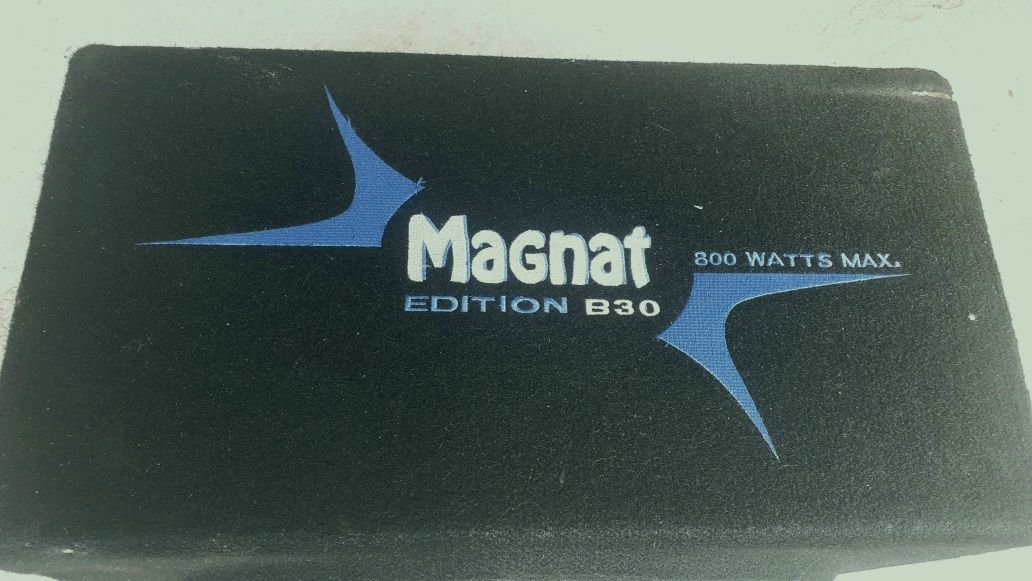 Magnat
800 WATTS MAX.
EDITION B30